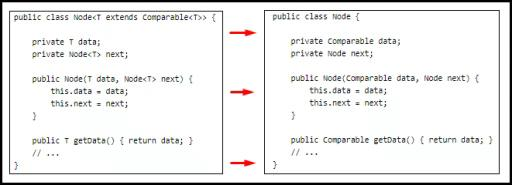 public class Node<T extends Comparable<T>> {
private T data;
private Node<T> next;
public Node(T data, Node<T> next) {
this.data = data;
this.next = next;
}
public T getData() { return data; }
// ...
}
public class Node {
private Comparable data;
private Node next;
public Node(Comparable data, Node next) {
this.data = data;
this.next = next;
}
public Comparable getData() { return data; }
// ...
}